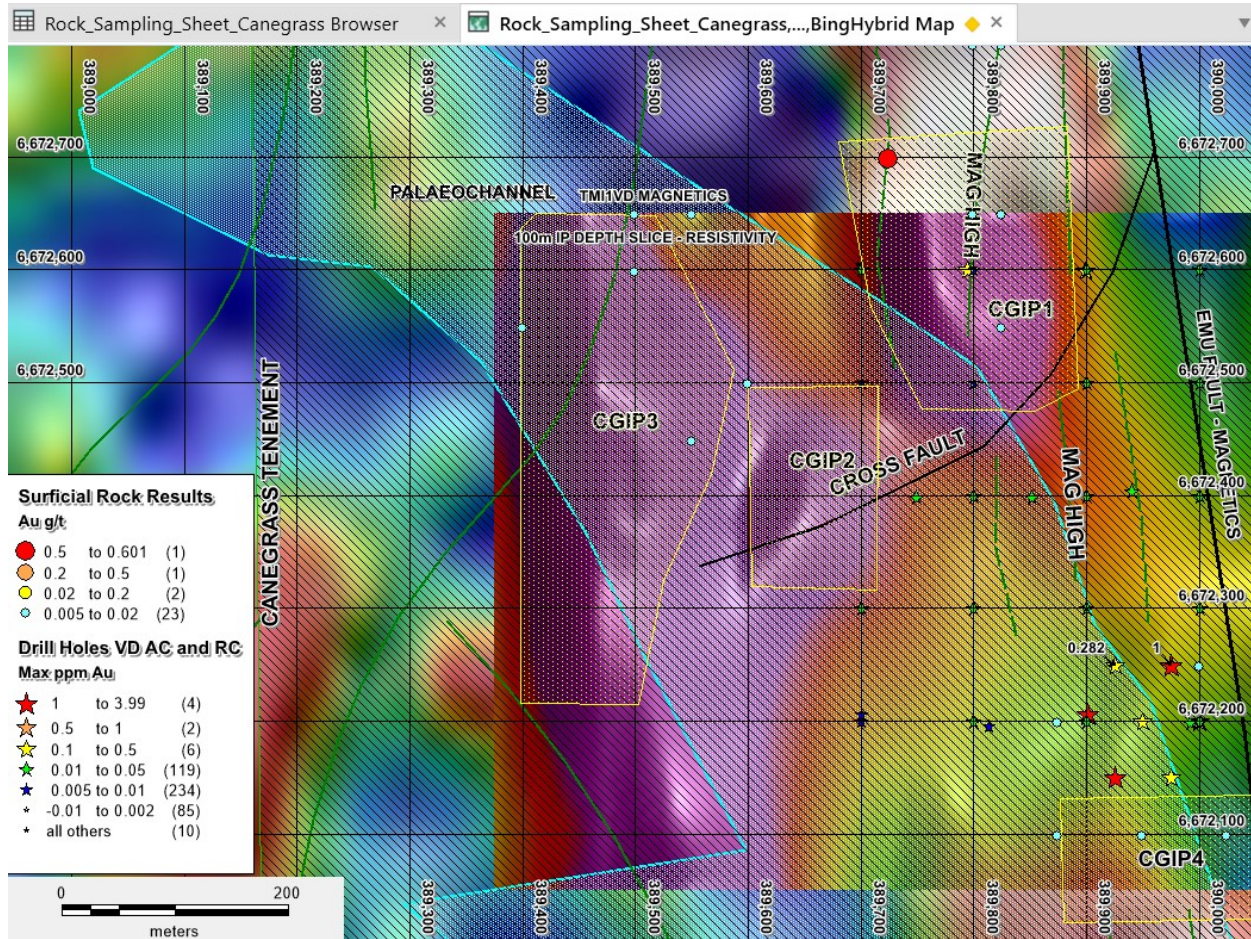 Rock_Sampling_Sheet_Canegrass Browser
Rock_Sampling_Sheet_Canegrass,...,BingHybrid Map
389,000
389,100
389,200
389,300
389,400
389,500
389,600
389,700
389,800
389,900
390,000
6,672,700
6,672,700
MAG HIGH
PALAEOCHANNEL
TMI1VD MAGNETICS
100m IP DEPTH SLICE - RESISTIVITY
6,672,600
6,672,600
CGIP1
EMU FAULT - MAGNETICS
CANEGRASS TENEMENT
6,672,500
6,672,500
CGIP3
CGIP2
CROSS FAULT
MAG HIGH
6,672,400
6,672,300
0.282
1
6,672,200
6,672,100
CGIP4
Surficial Rock Results
Au g/t
0.5 to 0.601 (1)
0.2 to 0.5 (1)
0.02 to 0.2 (2)
0.005 to 0.02 (23)
Drill Holes VD AC and RC
Max ppm Au
1 to 3.99 (4)
0.5 to 1 (2)
0.1 to 0.5 (6)
0.01 to 0.05 (119)
0.005 to 0.01 (234)
-0.01 to 0.002 (85)
all others (10)
0 200
meters
389,300
389,400
389,500
389,600
389,700
389,800
389,900
390,000